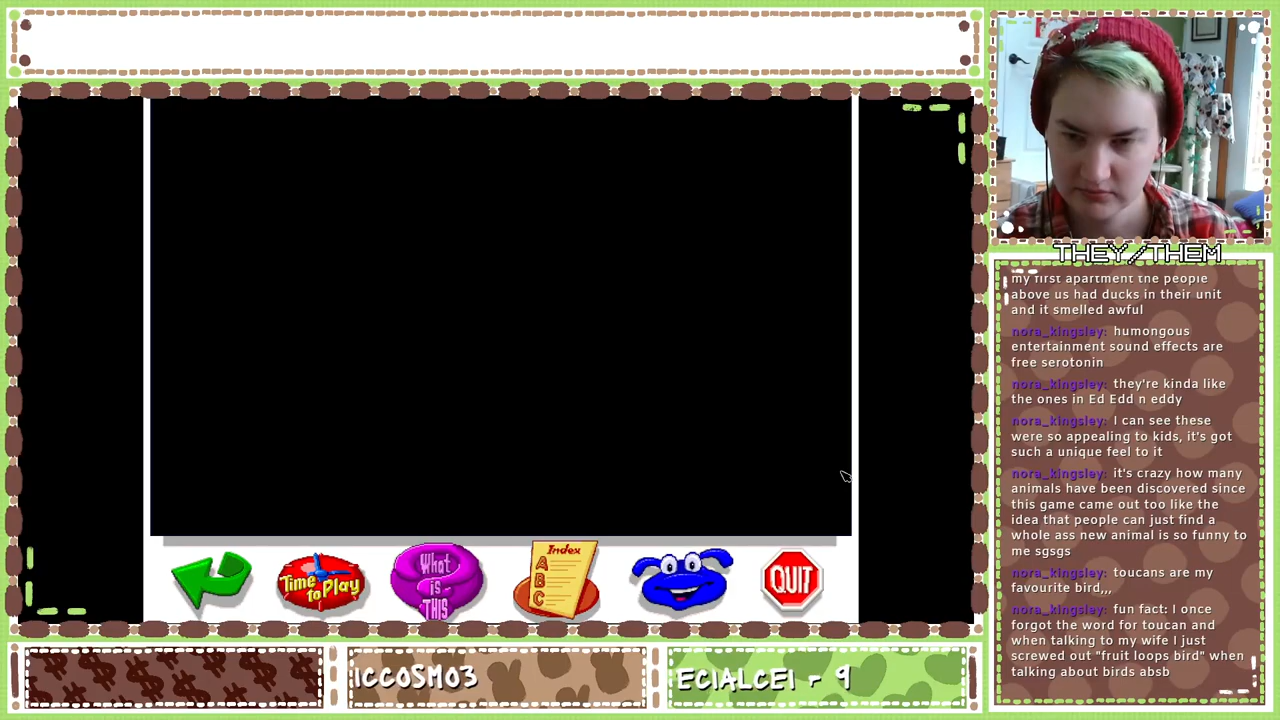 THEY/THEM
my first apartment the people
above us had ducks in their unit
and it smelled awful
nora_kingsley: humongous
entertainment sound effects are
free serotonin
nora_kingsley: they're kinda like
the ones in Ed Edd n eddy
nora_kingsley: I can see these
were so appealing to kids, it's got
such a unique feel to it
nora_kingsley: it's crazy how many
animals have been discovered since
this game came out too like the
idea that people can just find a
whole ass new animal is so funny to
me sgsgs
nora_kingsley: toucans are my
favourite bird,,,
nora_kingsley: fun fact: I once
forgot the word for toucan and
when talking to my wife I just
screwed out "fruit loops bird" when
talking about birds absb
Time to Play
What
is
THIS
Index
A
B
C
QUIT
ICCOSMO3
ECIALCEI - 9